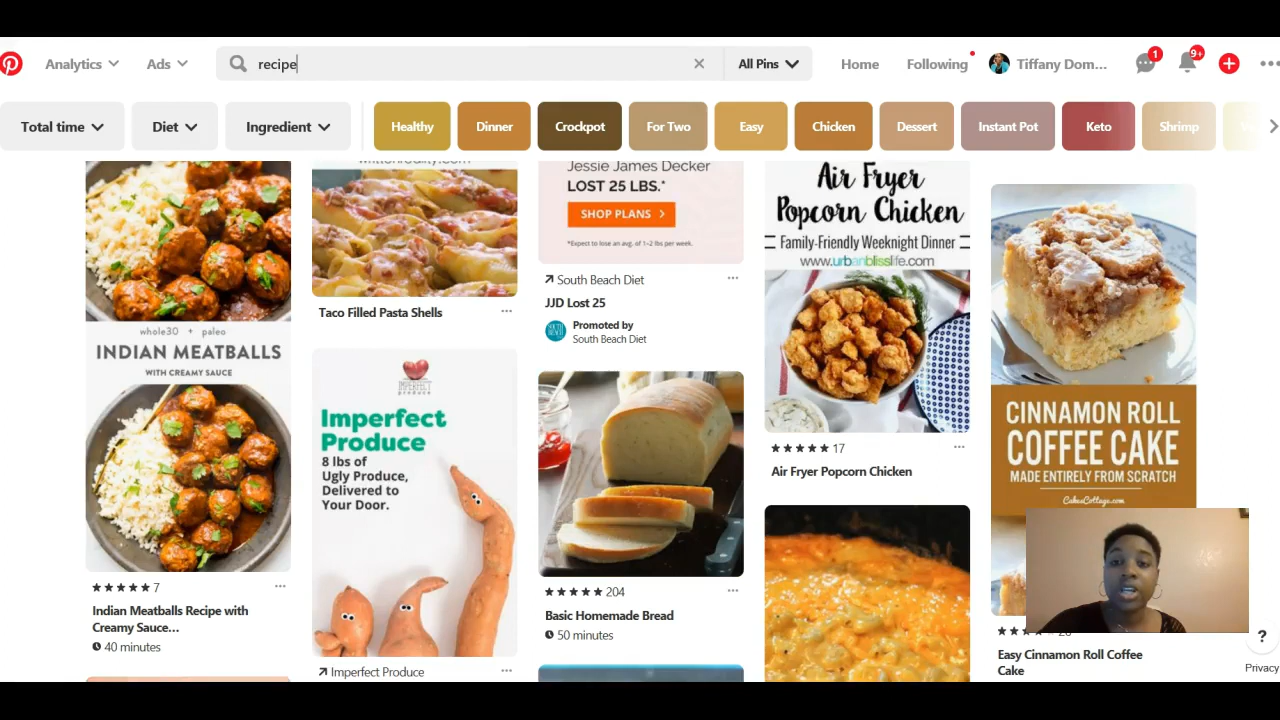 Analytics
Ads
recipe
All Pins
Home
Following
Tiffany Dom...
1
9+
Total time
Diet
Ingredient
Healthy
Dinner
Crockpot
For Two
Easy
Chicken
Dessert
Instant Pot
Keto
Shrimp
whole30 + paleo
INDIAN MEATBALLS
WITH CREAMY SAUCE
7
Indian Meatballs Recipe with
Creamy Sauce...
40 minutes
Taco Filled Pasta Shells
IMPERFECT
produce
Imperfect
Produce
8 lbs of
Ugly Produce,
Delivered to
Your Door.
Imperfect Produce
Jessie James Decker
LOST 25 LBS.*
SHOP PLANS
*Expect to lose an avg. of 1-2 lbs per week.
South Beach Diet
JJD Lost 25
Promoted by
South Beach Diet
204
Basic Homemade Bread
50 minutes
Air Fryer
Popcorn Chicken
Family-Friendly Weeknight Dinner
www.urbanblisslife.com
17
Air Fryer Popcorn Chicken
CINNAMON ROLL
COFFEE CAKE
MADE ENTIRELY FROM SCRATCH
CakesCottage.com
Easy Cinnamon Roll Coffee
Cake
?
Privacy